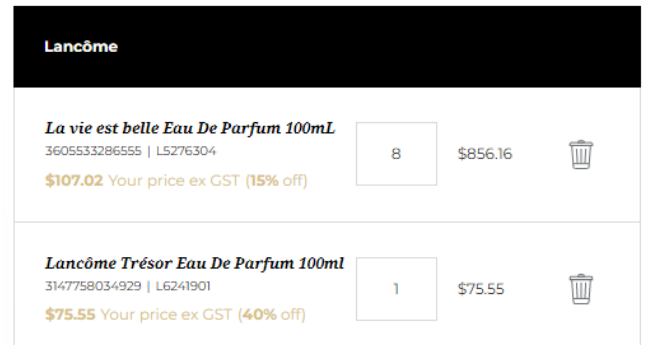 Lancôme
La vie est belle Eau De Parfum 100mL
3605533286555 | L5276304
$107.02 Your price ex GST (15% off)
8
$856.16
Lancôme Trésor Eau De Parfum 100ml
3147758034929 | L6241901
$75.55 Your price ex GST (40% off)
1
$75.55